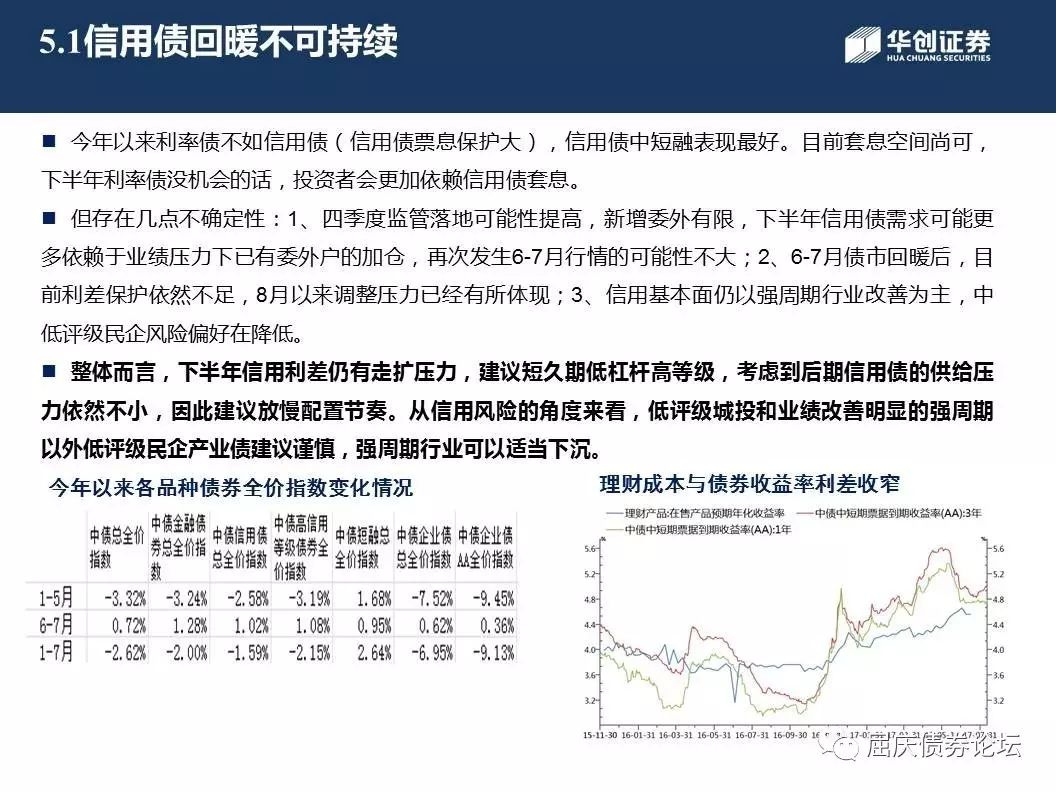 5.1信用债回暖不可持续
华创证券
HUA CHUANG SECURITIES
■ 今年以来利率债不如信用债（信用债票息保护大），信用债中短融表现最好。目前套息空间尚可，
下半年利率债没机会的话，投资者会更加依赖信用债套息。
■ 但存在几点不确定性：1、四季度监管落地可能性提高，新增委外有限，下半年信用债需求可能更
多依赖于业绩压力下已有委外户的加仓，再次发生6-7月行情的可能性不大；2、6-7月债市回暖后，目
前利差保护依然不足，8月以来调整压力已经有所体现；3、信用基本面仍以强周期行业改善为主，中
低评级民企风险偏好在降低。
■ 整体而言，下半年信用利差仍有走扩压力，建议短久期低杠杆高等级，考虑到后期信用债的供给压
力依然不小，因此建议放慢配置节奏。从信用风险的角度来看，低评级城投和业绩改善明显的强周期
以外低评级民企产业债建议谨慎，强周期行业可以适当下沉。
今年以来各品种债券全价指数变化情况
中债总全价指数 中债金融债券总全价指数 中债信用债总全价指数 中债高信用等级债券全价指数 中债短融总全价指数 中债企业债总全价指数 中债企业债AA全价指数
1-5月 -3.32% -3.24% -2.58% -3.19% 1.68% -7.52% -9.45%
6-7月 0.72% 1.28% 1.02% 1.08% 0.95% 0.62% 0.36%
1-7月 -2.62% -2.00% -1.59% -2.15% 2.64% -6.95% -9.13%
理财成本与债券收益率利差收窄
理财产品:在售产品预期年化收益率 中债中短期票据到期收益率(AA):3年
中债中短期票据到期收益率(AA):1年
% %
5.6 5.6
5.2 5.2
4.8 4.8
4.4 4.4
4.0 4.0
3.6 3.6
3.2 3.2
15-11-30 16-01-31 16-03-31 16-05-31 16-07-31 16-09-30
屈庆债券论坛